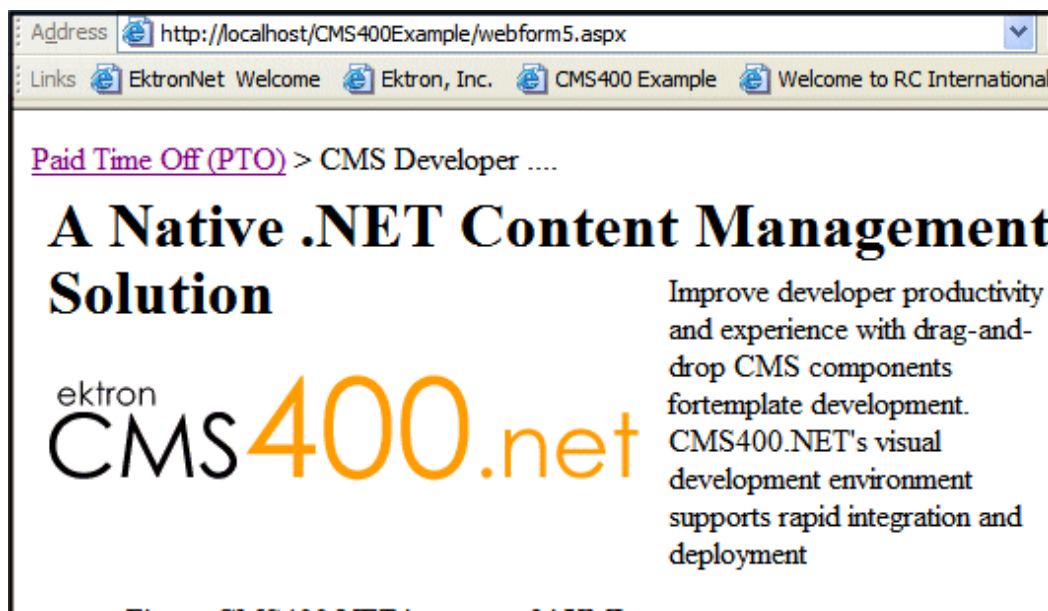 Address http://localhost/CMS400Example/webform5.aspx
Links EktronNet Welcome Ektron, Inc. CMS400 Example Welcome to RC International
Paid Time Off (PTO) > CMS Developer ....
A Native .NET Content Management
Solution
Improve developer productivity
and experience with drag-and-
drop CMS components
fortemplate development.
CMS400.NET's visual
development environment
supports rapid integration and
deployment
ektron
CMS400.net